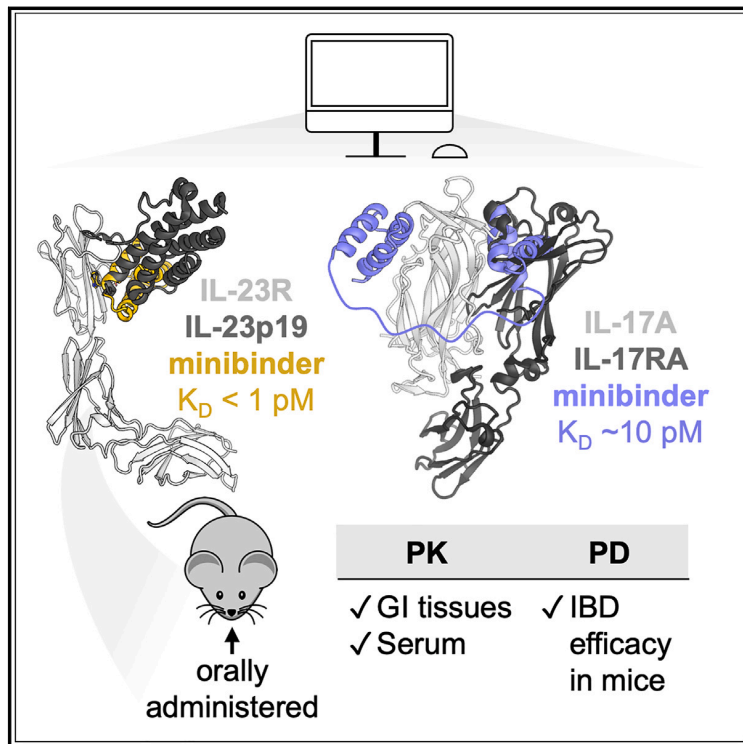 IL-23R
IL-23p19
minibinder
K_D < 1 pM
IL-17A
IL-17RA
minibinder
K_D ~10 pM
orally
administered
PK PD
✓ GI tissues ✓ IBD
✓ Serum efficacy
in mice